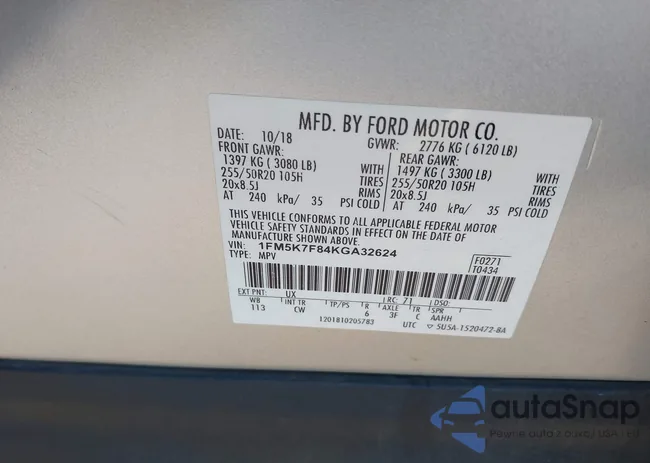 MFD. BY FORD MOTOR CO.
DATE: 10/18 GVWR: 2776 KG ( 6120 LB)
FRONT GAWR: REAR GAWR:
1397 KG ( 3080 LB) WITH 1497 KG ( 3300 LB) WITH
255/50R20 105H TIRES 255/50R20 105H TIRES
20x8.5J RIMS 20x8.5J RIMS
AT 240 kPa/ 35 PSI COLD AT 240 kPa/ 35 PSI COLD
THIS VEHICLE CONFORMS TO ALL APPLICABLE FEDERAL MOTOR
VEHICLE SAFETY STANDARDS IN EFFECT ON THE DATE OF
MANUFACTURE SHOWN ABOVE.
VIN: 1FM5K7F84KGA32624 F0271
TYPE: MPV T0434
EXT PNT: UX RC: 71 DSO:
WB INT TR TP/PS R AXLE TR SPR
113 CW 6 3F C AAHH
1201810205783 UTC 5U5A-1520472-BA
autoSnap